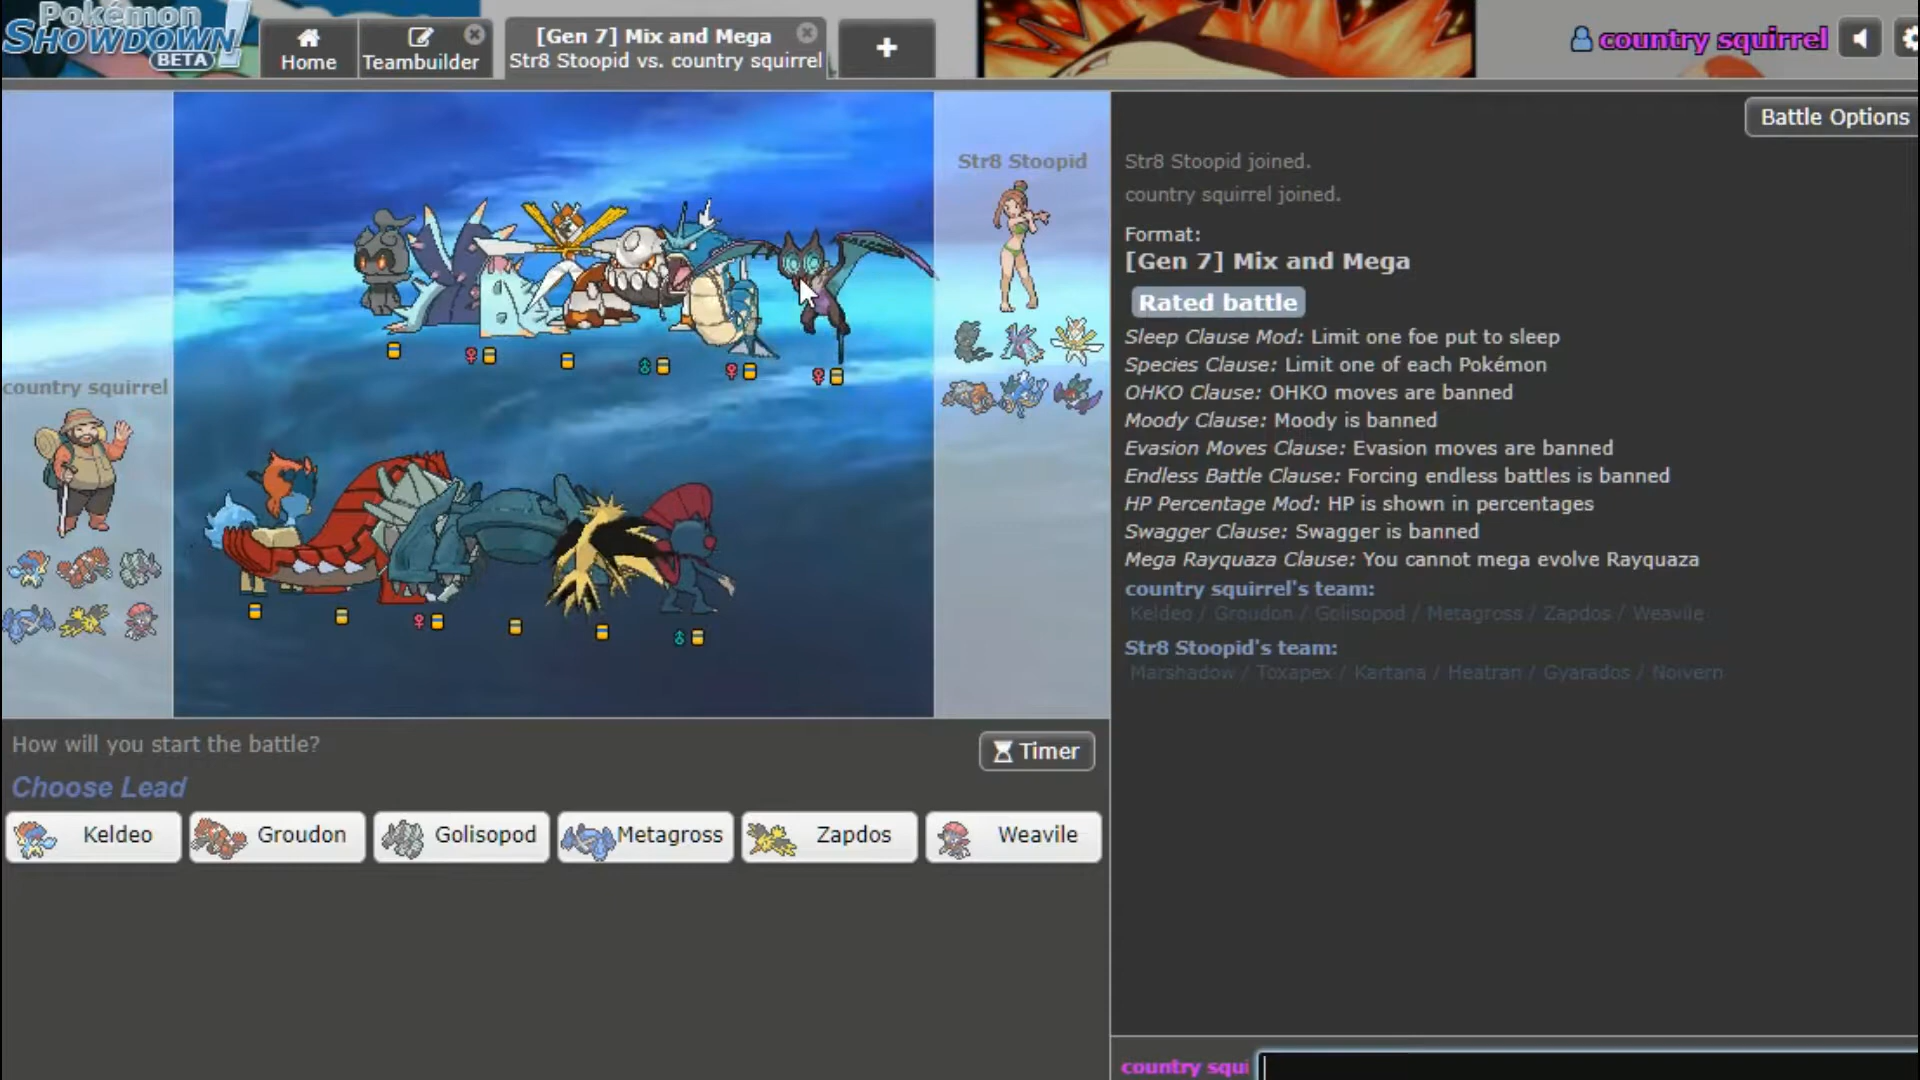 Pokémon
SHOWDOWN!
BETA
Home
Teambuilder
[Gen 7] Mix and Mega
Str8 Stoopid vs. country squirrel
+
country squirrel
Battle Options
Str8 Stoopid
country squirrel
Str8 Stoopid joined.
country squirrel joined.
Format:
[Gen 7] Mix and Mega
Rated battle
Sleep Clause Mod: Limit one foe put to sleep
Species Clause: Limit one of each Pokémon
OHKO Clause: OHKO moves are banned
Moody Clause: Moody is banned
Evasion Moves Clause: Evasion moves are banned
Endless Battle Clause: Forcing endless battles is banned
HP Percentage Mod: HP is shown in percentages
Swagger Clause: Swagger is banned
Mega Rayquaza Clause: You cannot mega evolve Rayquaza
country squirrel's team:
Keldeo / Groudon / Golisopod / Metagross / Zapdos / Weavile
Str8 Stoopid's team:
Marshadow / Toxapex / Kartana / Heatran / Gyarados / Noivern
How will you start the battle?
Timer
Choose Lead
Keldeo
Groudon
Golisopod
Metagross
Zapdos
Weavile
country squi